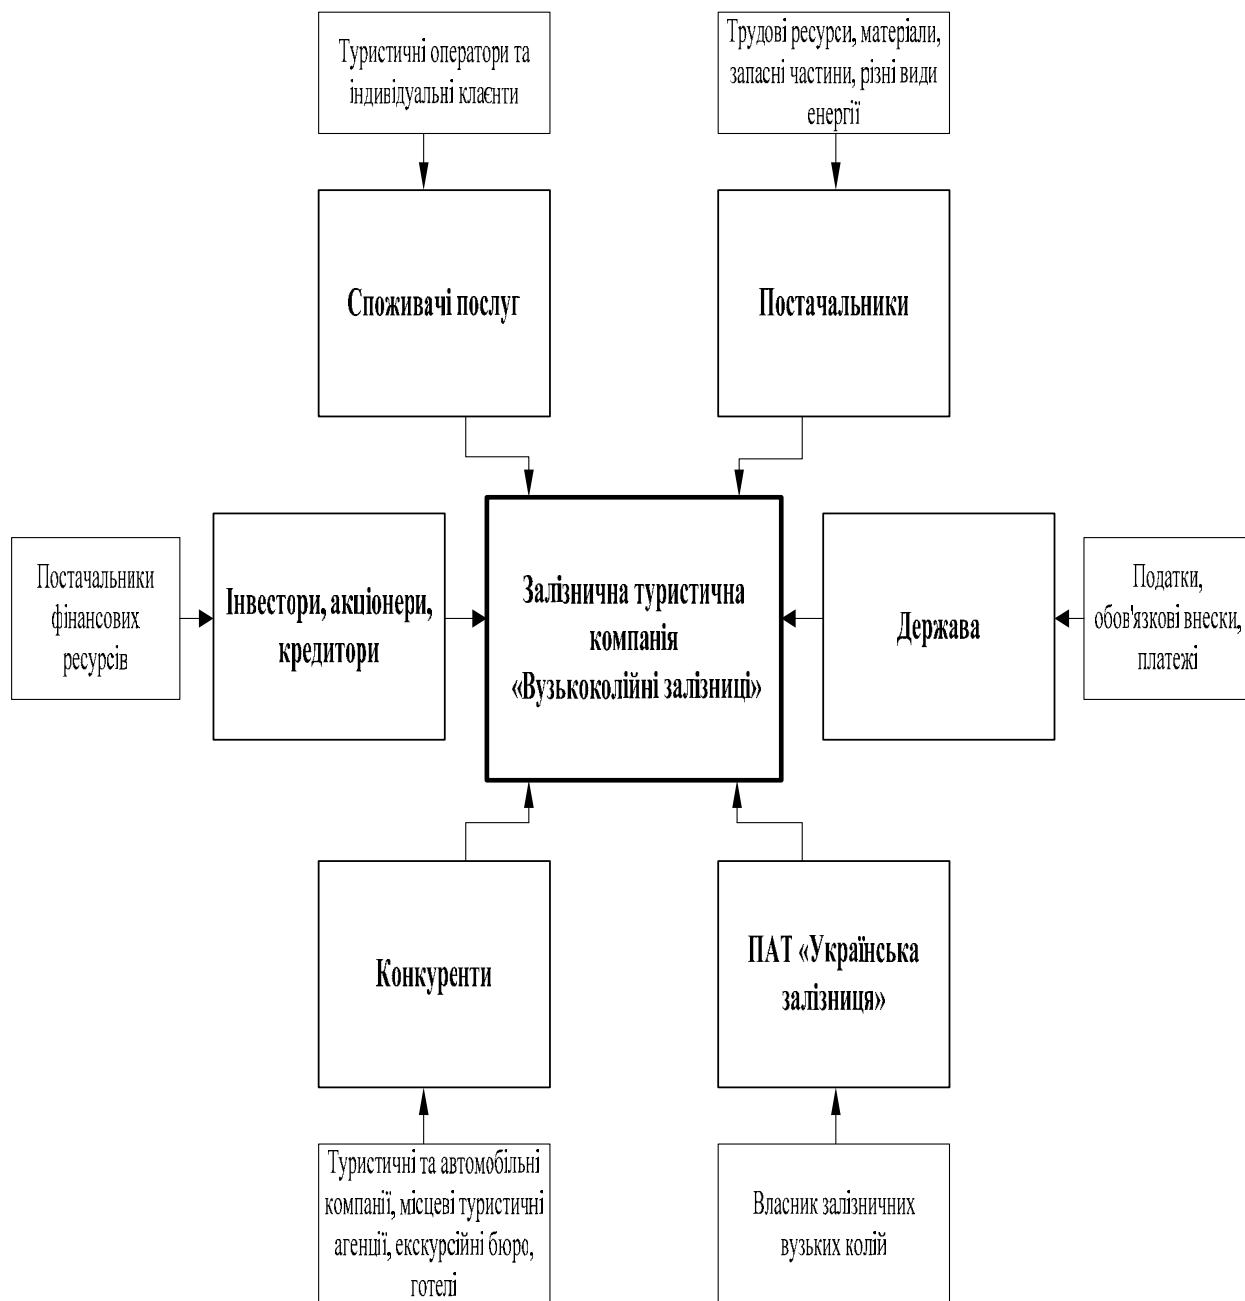 Туристичні оператори та
індивідуальні клаєнти
Трудові ресурси, матеріали,
запасні частини, різні види
енергії
Споживачі послуг
Постачальники
Постачальники
фінансових
ресурсів
Інвестори, акціонери,
кредитори
Залізнична туристична
компанія
«Вузькоколійні залізниці»
Держава
Податки,
обов'язкові внески,
платежі
Конкуренти
ПАТ «Українська
залізниця»
Туристичні та автомобільні
компанії, місцеві туристичні
агенції, екскурсійні бюро,
готелі
Власник залізничних
вузьких колій